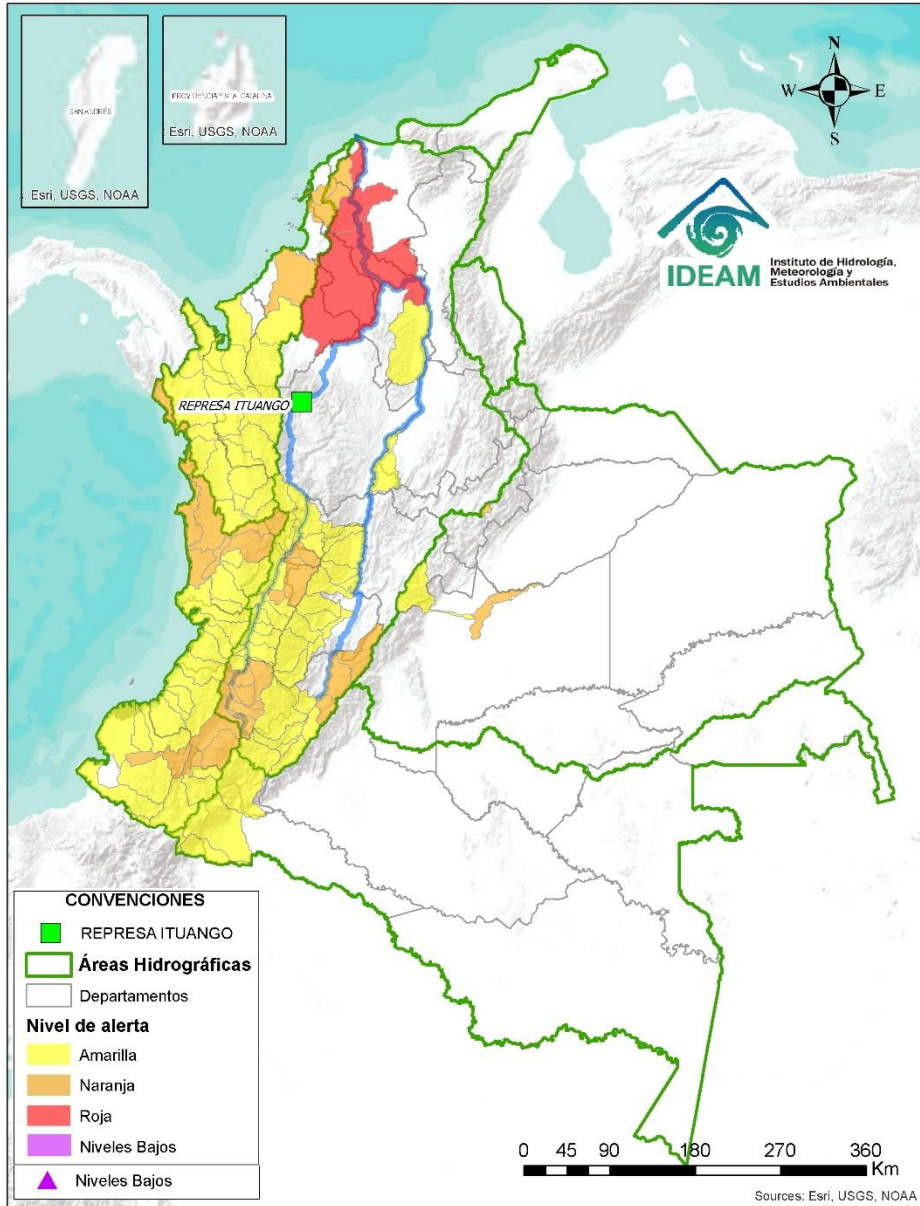 SAN ANDRÉS
: Esri, USGS, NOAA
PROVIDENCIA Y STA. CATALINA
: Esri, USGS, NOAA
N
W
E
S
IDEAM
Instituto de Hidrología,
Meteorología y
Estudios Ambientales
REPRESA ITUANGO
CONVENCIONES
REPRESA ITUANGO
Áreas Hidrográficas
Departamentos
Nivel de alerta
Amarilla
Naranja
Roja
Niveles Bajos
Niveles Bajos
0 45 90 180 270 360
Km
Sources: Esri, USGS, NOAA